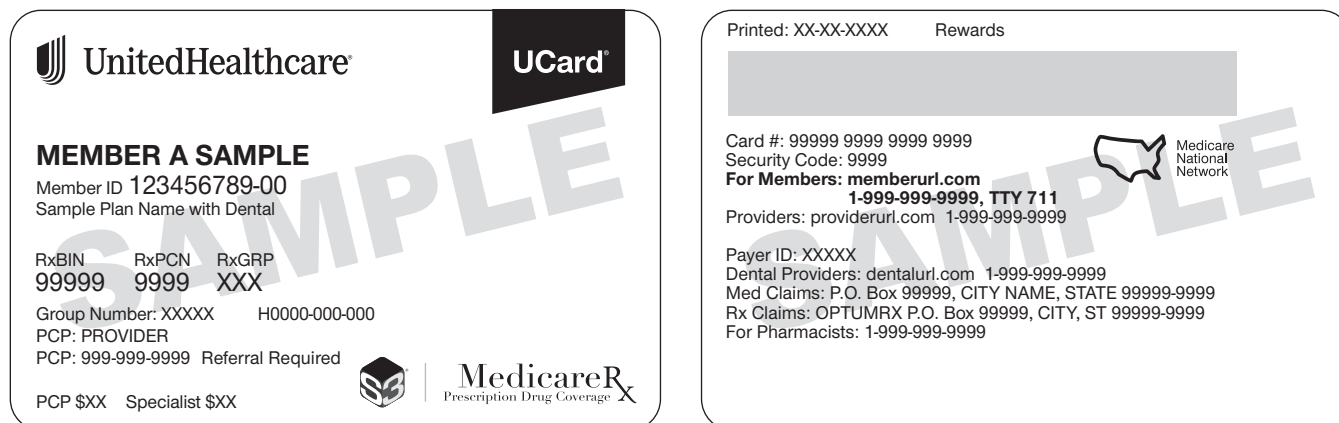 UnitedHealthcare®
UCard®
SAMPLE
MEMBER A SAMPLE
Member ID 123456789-00
Sample Plan Name with Dental
RxBIN RxPCN RxGRP
99999 9999 XXX
Group Number: XXXXX H0000-000-000
PCP: PROVIDER
PCP: 999-999-9999 Referral Required
PCP $XX Specialist $XX
S3
MedicareRx
Prescription Drug Coverage
Printed: XX-XX-XXXX Rewards
SAMPLE
Card #: 99999 9999 9999 9999
Security Code: 9999
For Members: memberurl.com
1-999-999-9999, TTY 711
Providers: providerurl.com 1-999-999-9999
Medicare
National
Network
Payer ID: XXXXX
Dental Providers: dentalurl.com 1-999-999-9999
Med Claims: P.O. Box 99999, CITY NAME, STATE 99999-9999
Rx Claims: OPTUMRX P.O. Box 99999, CITY, ST 99999-9999
For Pharmacists: 1-999-999-9999